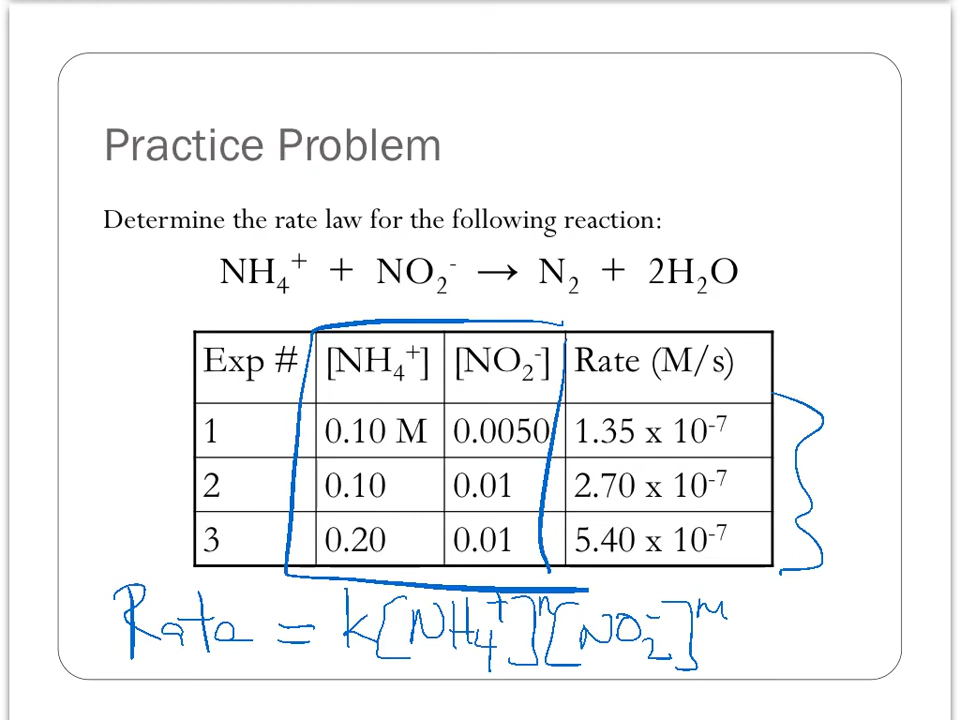 Practice Problem
Determine the rate law for the following reaction:
NH₄⁺ + NO₂⁻ → N₂ + 2H₂O
Exp # [NH₄⁺] [NO₂⁻] Rate (M/s)
1 0.10 M 0.0050 1.35 x 10⁻⁷
2 0.10 0.01 2.70 x 10⁻⁷
3 0.20 0.01 5.40 x 10⁻⁷
Rate = k[NH₄⁺]ⁿ[NO₂⁻]ᵐ